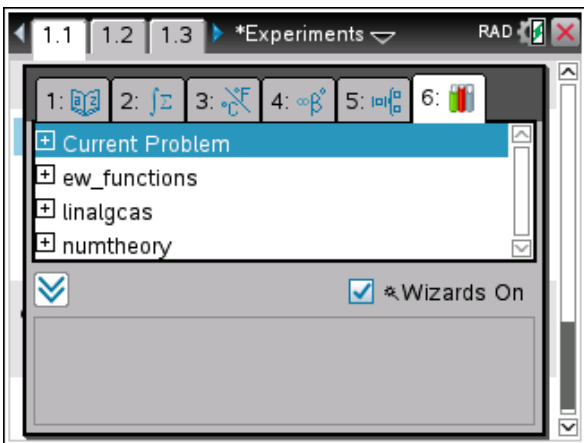 1.1 1.2 1.3 *Experiments RAD
1: 2: ∫Σ 3: °C°F 4: ∞β° 5: 6:
Current Problem
ew_functions
linalgcas
numtheory
Wizards On